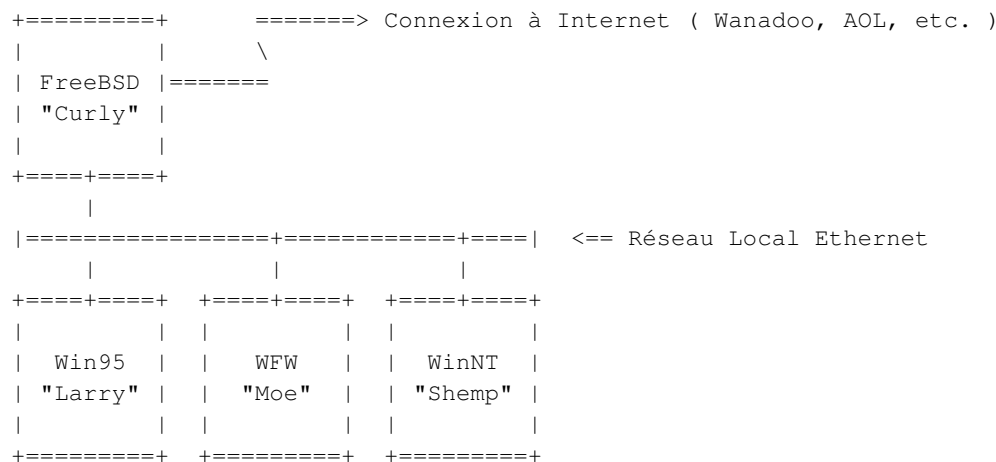 +=========+      =======> Connexion à Internet ( Wanadoo, AOL, etc. )
|         |      \
| FreeBSD |=======
| "Curly" |
|         |
+====+====+
     |
|=================+============+====|  <== Réseau Local Ethernet
     |            |            |
+====+====+  +====+====+  +====+====+
|         |  |         |  |         |
|  Win95  |  |   WFW   |  |  WinNT  |
| "Larry" |  |  "Moe"  |  | "Shemp" |
|         |  |         |  |         |
+=========+  +=========+  +=========+